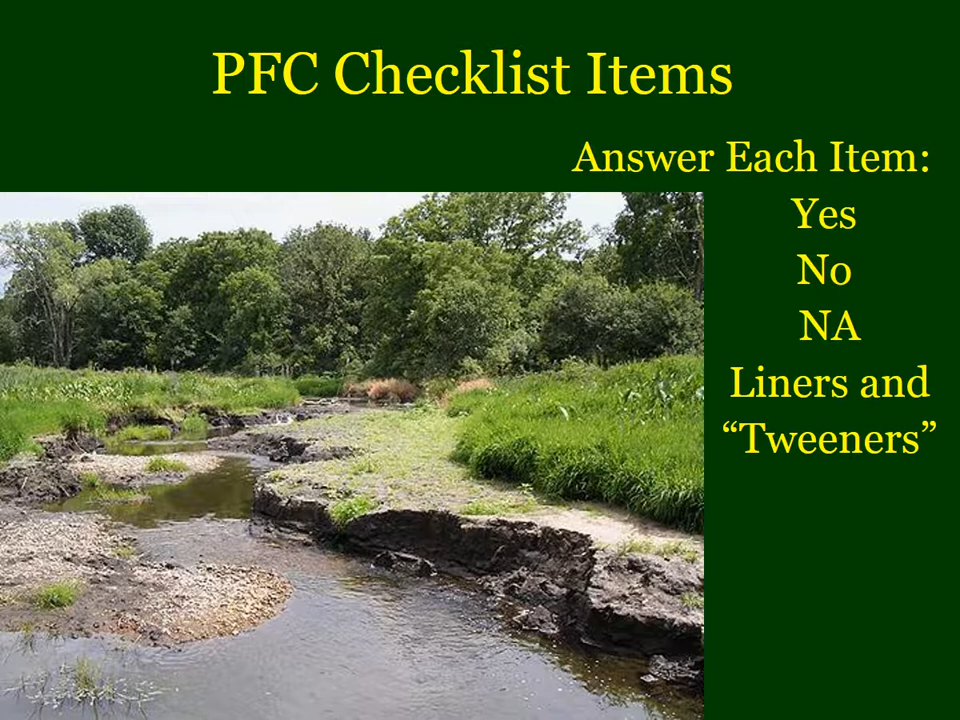 PFC Checklist Items
Answer Each Item:
Yes
No
NA
Liners and
“Tweeners”